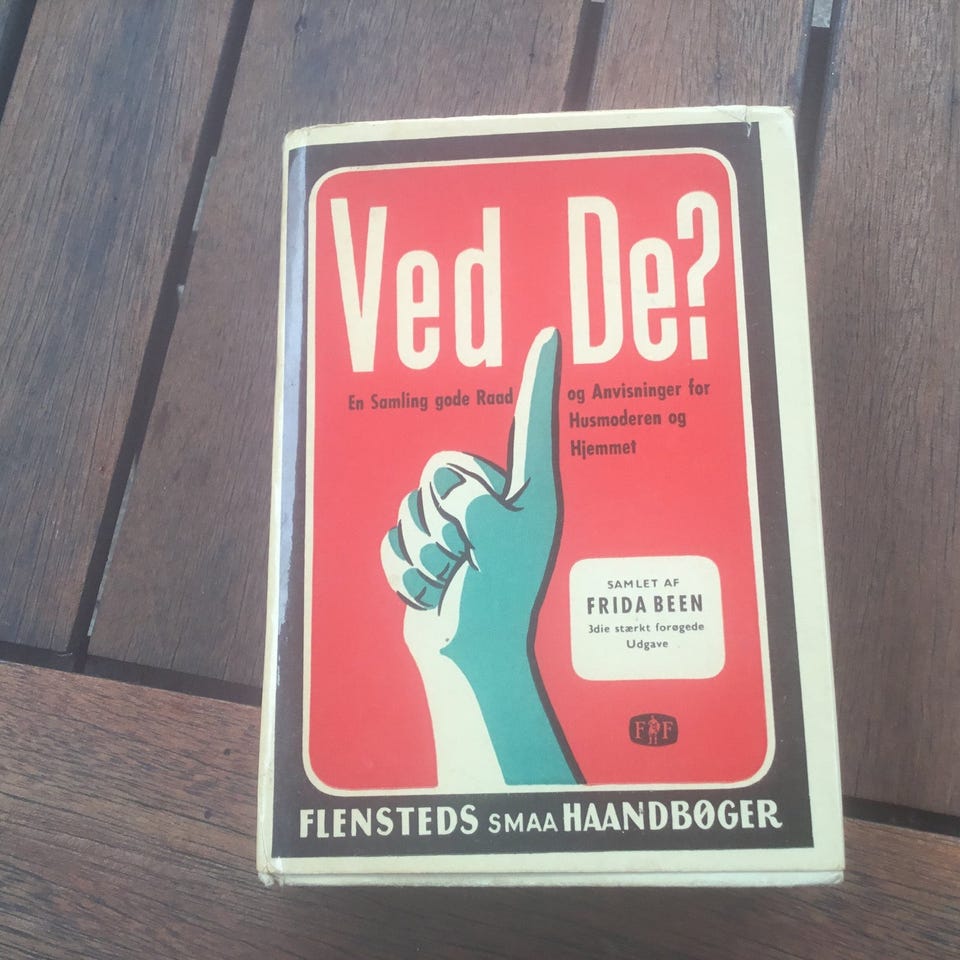 Ved De?
En Samling gode Raad og Anvisninger for
Husmoderen og
Hjemmet
SAMLET AF
FRIDA BEEN
3die stærkt forøgede
Udgave
F F
FLENSTEDS SMAA HAANDBØGER